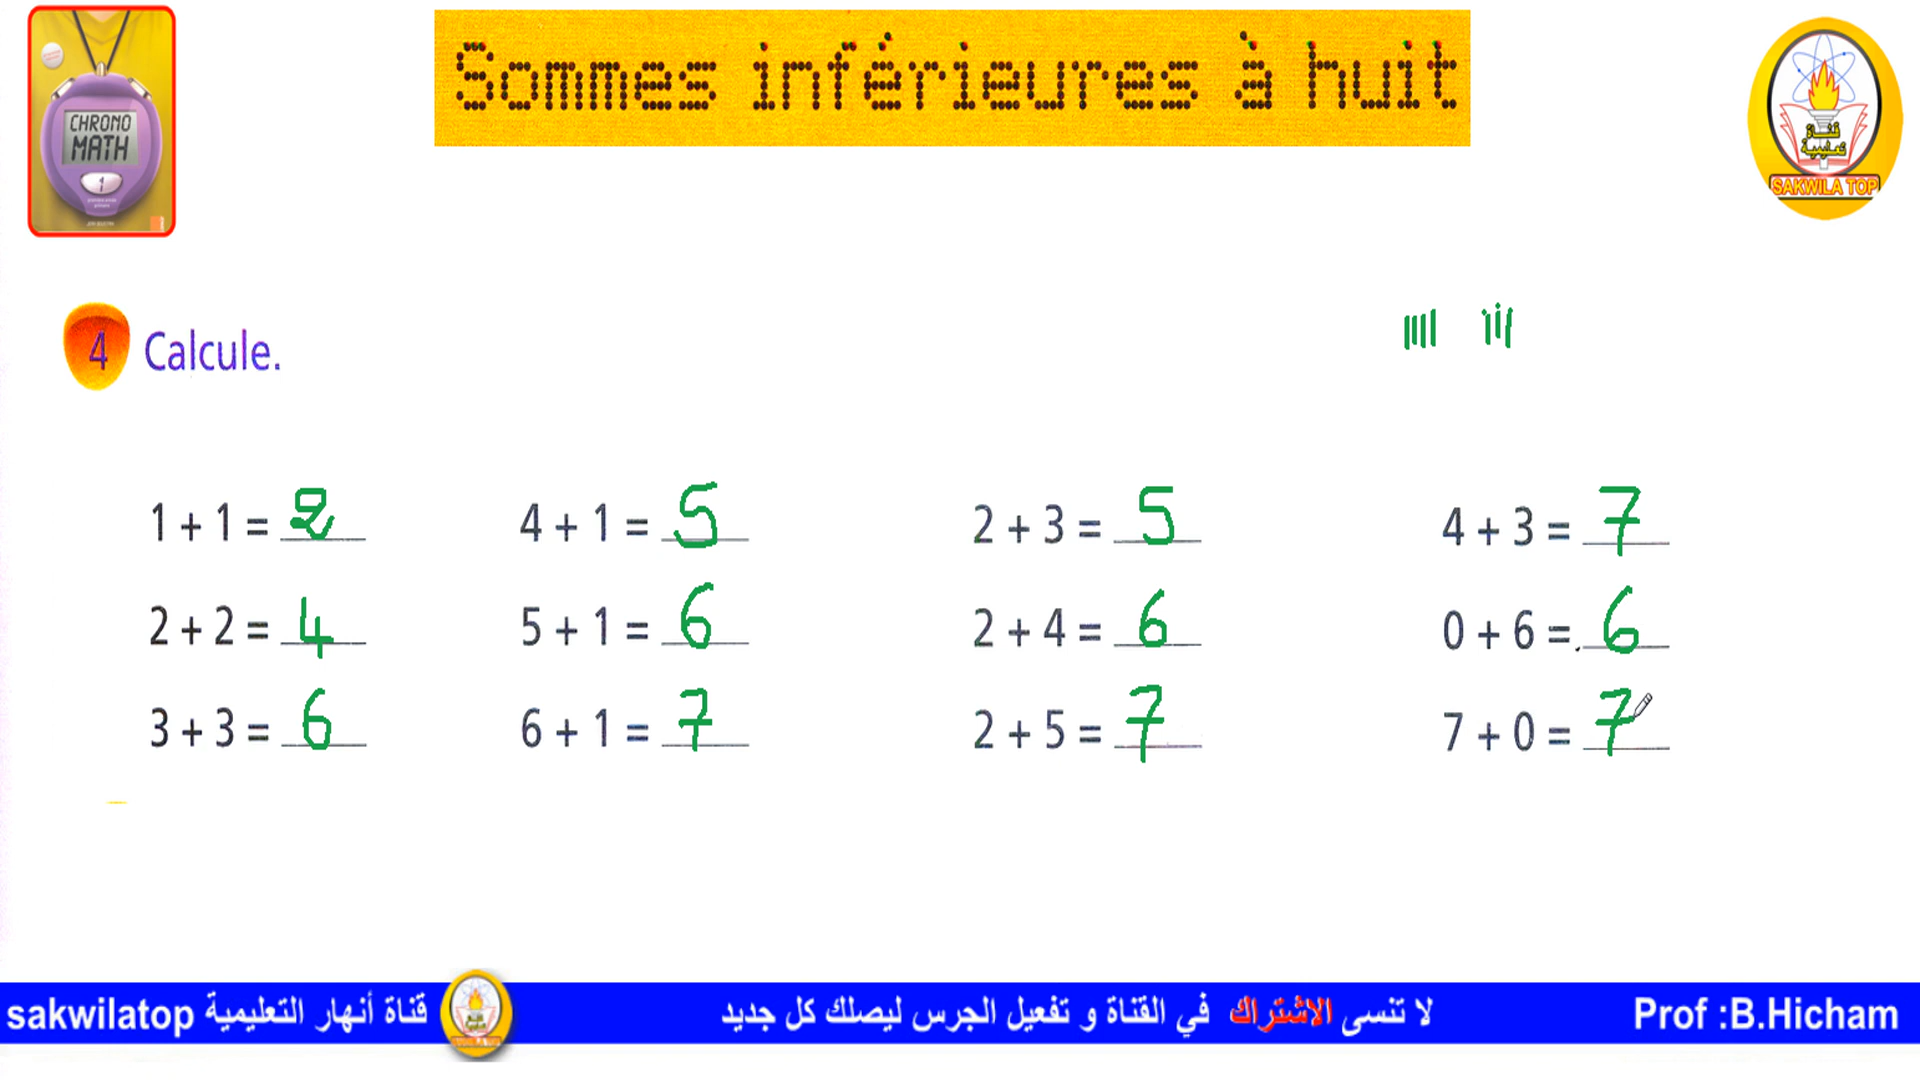 CHRONO
MATH
1
Sommes inférieures à huit
قناة
تعليمية
SAKWILA TOP
4 Calcule.
1 + 1 = 2
4 + 1 = 5
2 + 3 = 5
4 + 3 = 7
2 + 2 = 4
5 + 1 = 6
2 + 4 = 6
0 + 6 = 6
3 + 3 = 6
6 + 1 = 7
2 + 5 = 7
7 + 0 = 7
sakwilatop قناة أنهار التعليمية
لا تنسى الاشتراك في القناة و تفعيل الجرس ليصلك كل جديد
Prof :B.Hicham